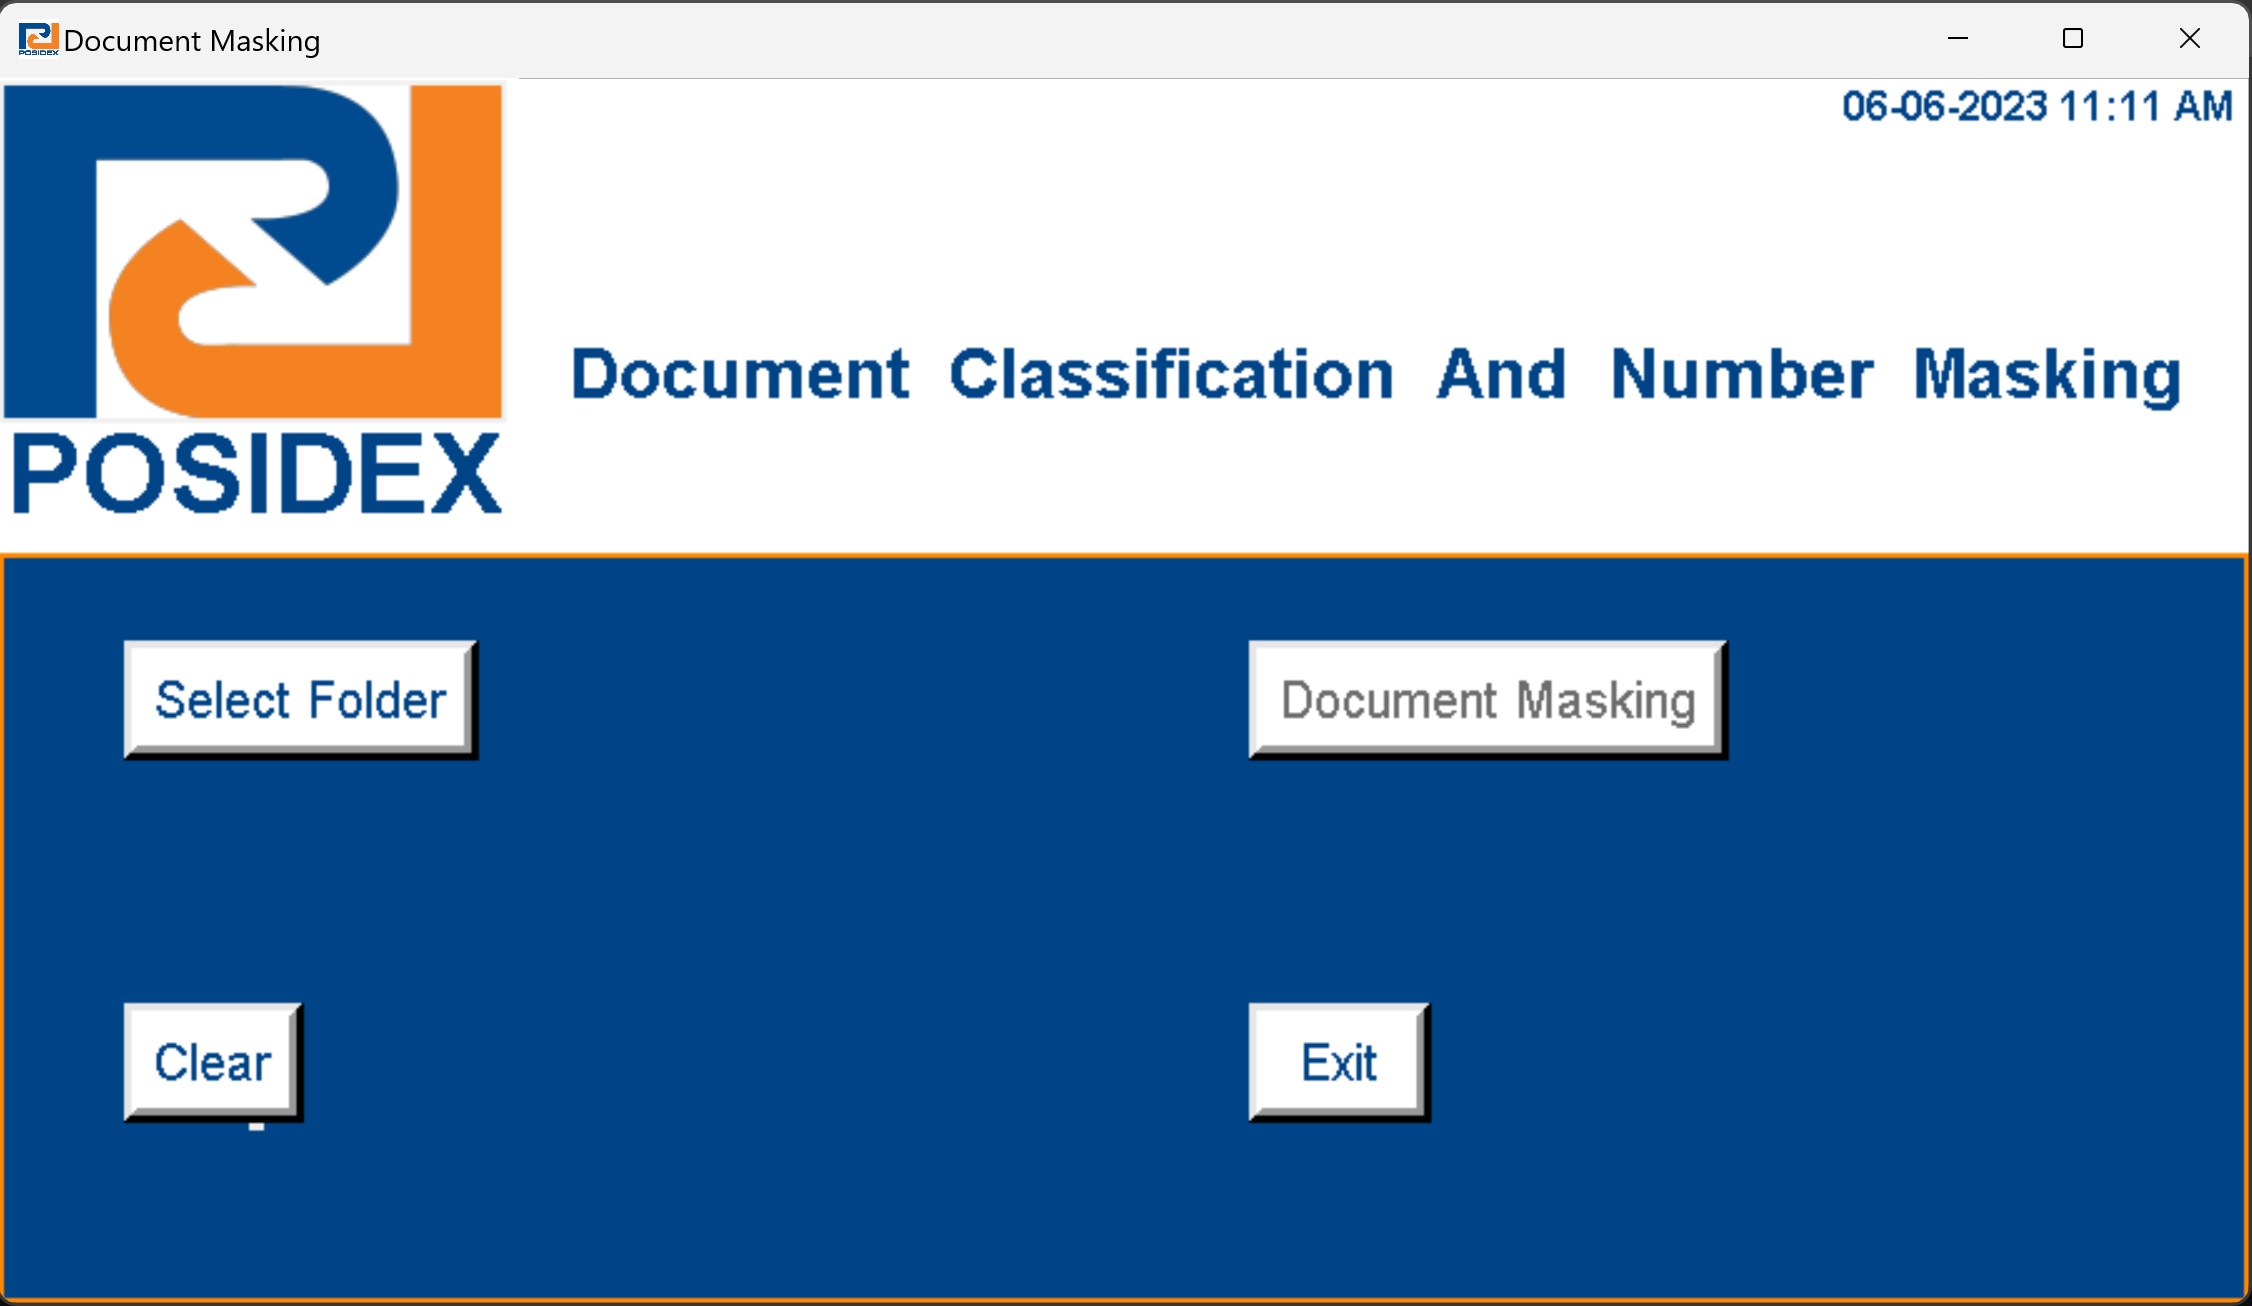 Document Masking
06-06-2023 11:11 AM
Document Classification And Number Masking
POSIDEX
Select Folder
Document Masking
Clear
Exit